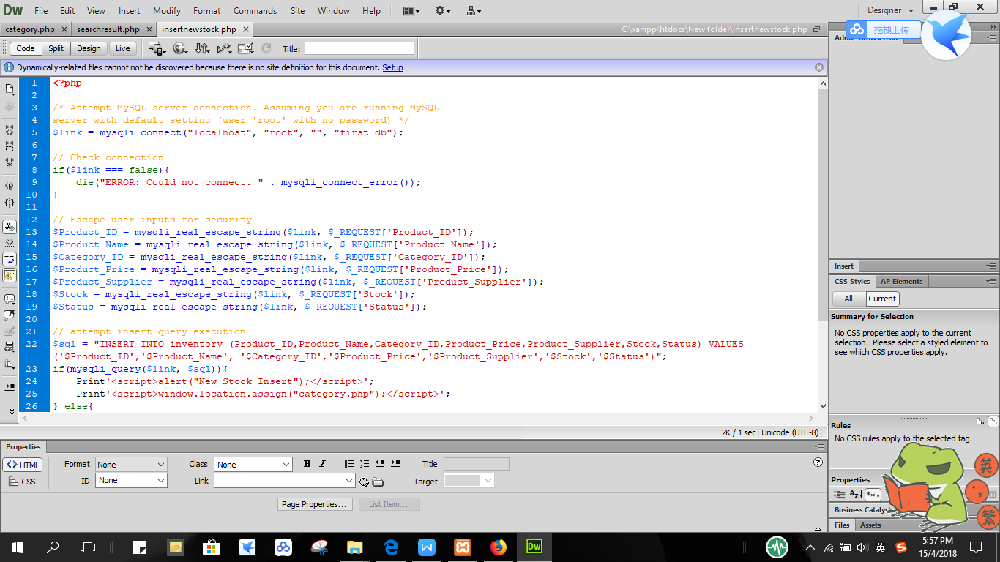 Dw File Edit View Insert Modify Format Commands Site Window Help Designer
category.php searchresult.php insertnewstock.php C:\xampp\htdocs\New folder\insertnewstock.php
拖拽上传
Code Split Design Live Title:
Dynamically-related files cannot not be discovered because there is no site definition for this document. Setup
1 <?php
2
3 /* Attempt MySQL server connection. Assuming you are running MySQL
4 server with default setting (user 'root' with no password) */
5 $link = mysqli_connect("localhost", "root", "", "first_db");
6
7 // Check connection
8 if($link === false){
9 die("ERROR: Could not connect. " . mysqli_connect_error());
10 }
11
12 // Escape user inputs for security
13 $Product_ID = mysqli_real_escape_string($link, $_REQUEST['Product_ID']);
14 $Product_Name = mysqli_real_escape_string($link, $_REQUEST['Product_Name']);
15 $Category_ID = mysqli_real_escape_string($link, $_REQUEST['Category_ID']);
16 $Product_Price = mysqli_real_escape_string($link, $_REQUEST['Product_Price']);
17 $Product_Supplier = mysqli_real_escape_string($link, $_REQUEST['Product_Supplier']);
18 $Stock = mysqli_real_escape_string($link, $_REQUEST['Stock']);
19 $Status = mysqli_real_escape_string($link, $_REQUEST['Status']);
20
21 // attempt insert query execution
22 $sql = "INSERT INTO inventory (Product_ID,Product_Name,Category_ID,Product_Price,Product_Supplier,Stock,Status) VALUES
('$Product_ID','$Product_Name', '$Category_ID','$Product_Price','$Product_Supplier','$Stock','$Status')";
23 if(mysqli_query($link, $sql)){
24 Print'<script>alert("New Stock Insert");</script>';
25 Print'<script>window.location.assign("category.php");</script>';
26 } else{
2K / 1 sec Unicode (UTF-8)
Properties
HTML Format None Class None B I Title
CSS ID None Link Target
Page Properties... List Item...
Insert
CSS Styles AP Elements
All Current
Summary for Selection
No CSS properties apply to the current
selection. Please select a styled element to
see which CSS properties apply.
Rules
No CSS rules apply to the selected tag.
Properties
Az *** 
Business
Files Assets
英
繁
Dw
英
5:57 PM
15/4/2018